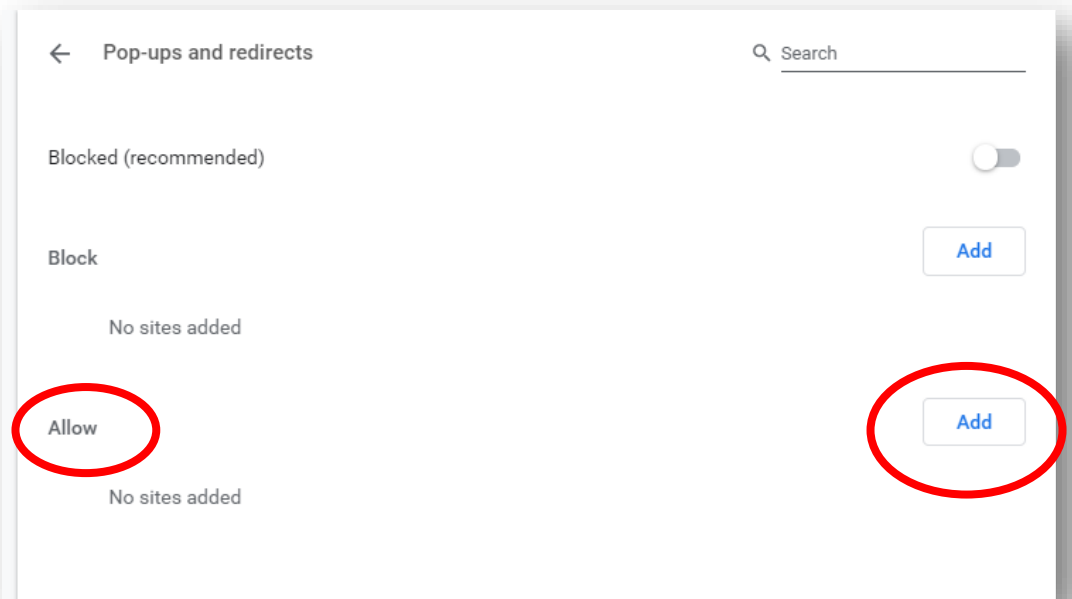 Pop-ups and redirects
Search
Blocked (recommended)
Block
Add
No sites added
Allow
Add
No sites added